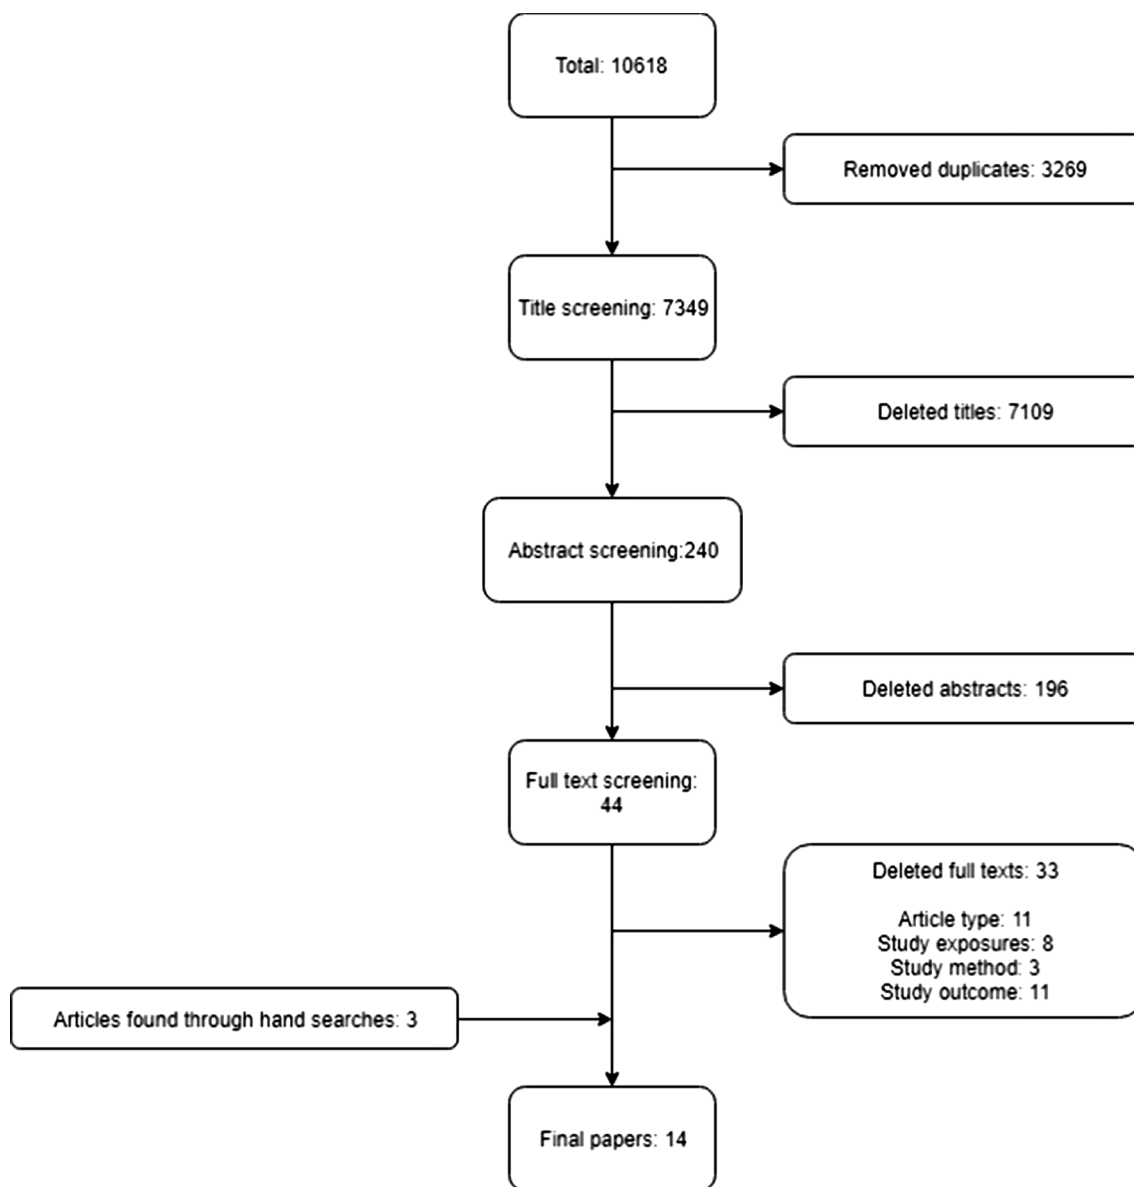 Total: 10618
Removed duplicates: 3269
Title screening: 7349
Deleted titles: 7109
Abstract screening:240
Deleted abstracts: 196
Full text screening:
44
Deleted full texts: 33
Article type: 11
Study exposures: 8
Study method: 3
Study outcome: 11
Articles found through hand searches: 3
Final papers: 14